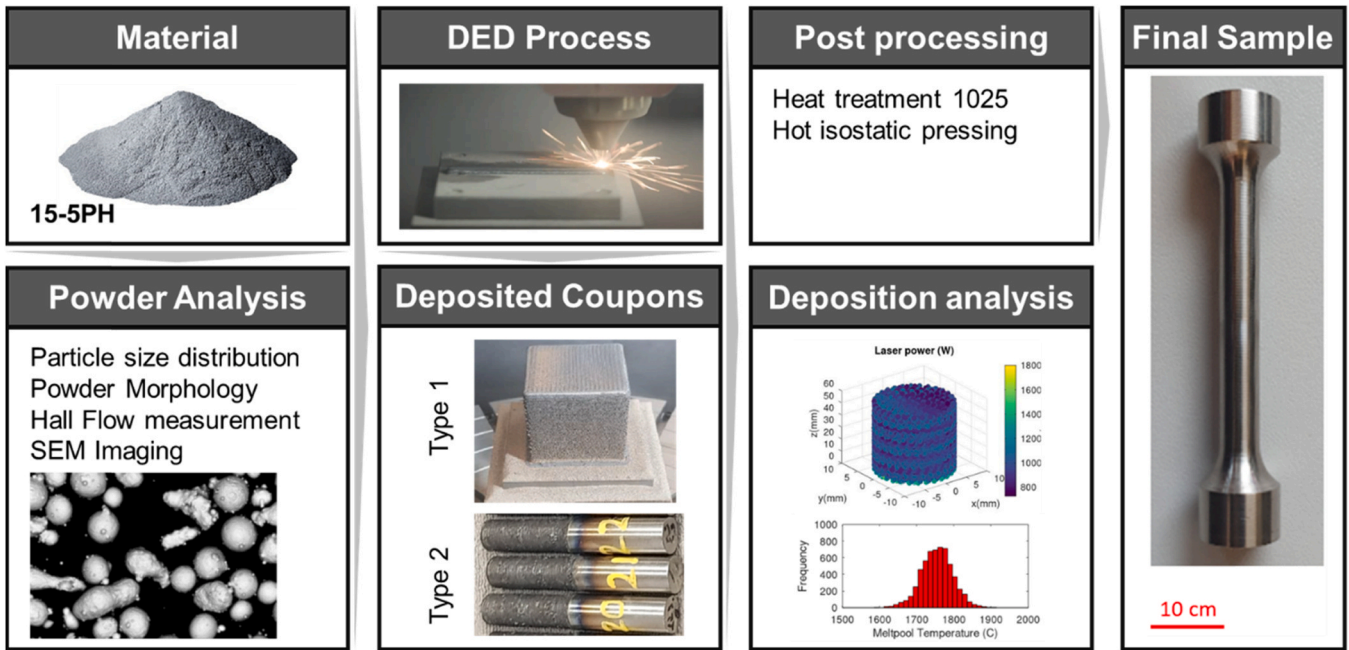 Material
15-5PH
Powder Analysis
Particle size distribution
Powder Morphology
Hall Flow measurement
SEM Imaging
DED Process
Deposited Coupons
Type 1
Type 2
20
21
22
Post processing
Heat treatment 1025
Hot isostatic pressing
Deposition analysis
Laser power (W)
60
50
40
30
20
10
0
z(mm)
10
5
0
-5
-10
y(mm)
-10
-5
0
5
10
x(mm)
1800
1600
1400
1200
1000
800
1000
800
600
400
200
0
Frequency
1500 1600 1700 1800 1900 2000
Meltpool Temperature (C)
Final Sample
10 cm